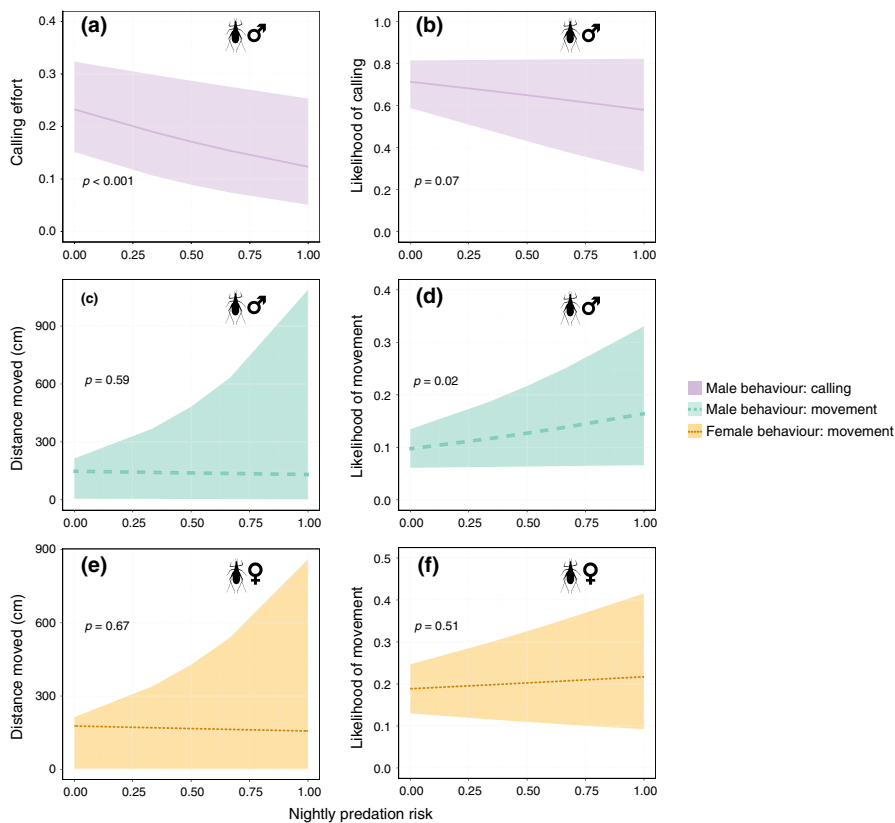 (a)
♂
Calling effort
0.4
0.3
0.2
0.1
0.0
p < 0.001
0.00 0.25 0.50 0.75 1.00
(b)
♂
Likelihood of calling
1.0
0.8
0.6
0.4
0.2
0.0
p = 0.07
0.00 0.25 0.50 0.75 1.00
(c)
♂
Distance moved (cm)
900
600
300
0
p = 0.59
0.00 0.25 0.50 0.75 1.00
(d)
♂
Likelihood of movement
0.4
0.3
0.2
0.1
0.0
p = 0.02
0.00 0.25 0.50 0.75 1.00
Male behaviour: calling
Male behaviour: movement
Female behaviour: movement
(e)
♀
Distance moved (cm)
900
600
300
0
p = 0.67
0.00 0.25 0.50 0.75 1.00
(f)
♀
Likelihood of movement
0.5
0.4
0.3
0.2
0.1
0.0
p = 0.51
0.00 0.25 0.50 0.75 1.00
Nightly predation risk